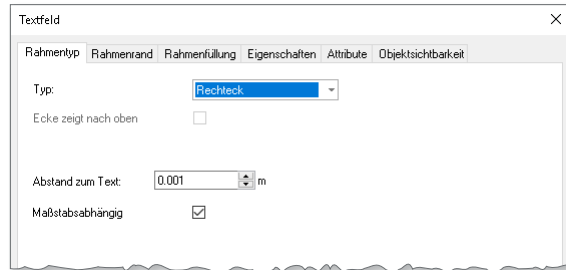 Textfeld
Rahmentyp Rahmenrand Rahmenfüllung Eigenschaften Attribute Objektsichtbarkeit
Typ: Rechteck
Ecke zeigt nach oben
Abstand zum Text: 0.001 m
Maßstabsabhängig